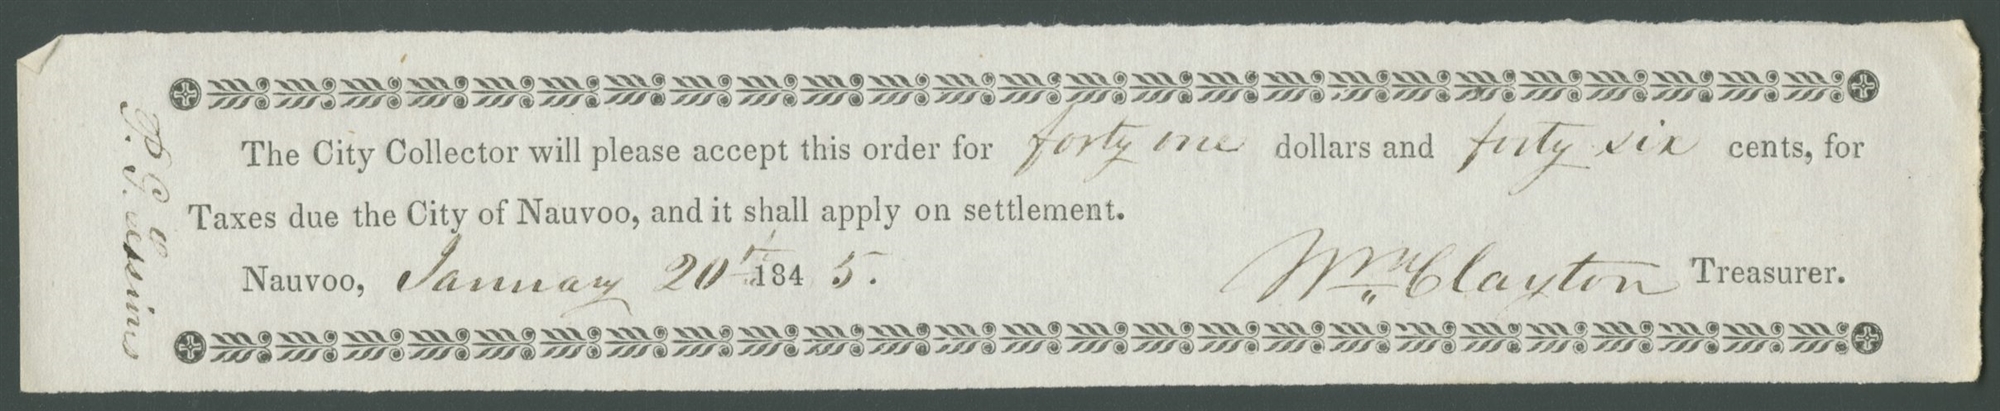 The City Collector will please accept this order for forty one dollars and forty six cents, for
Taxes due the City of Nauvoo, and it shall apply on settlement.
Nauvoo, January 20th 1845. Wm Clayton Treasurer.